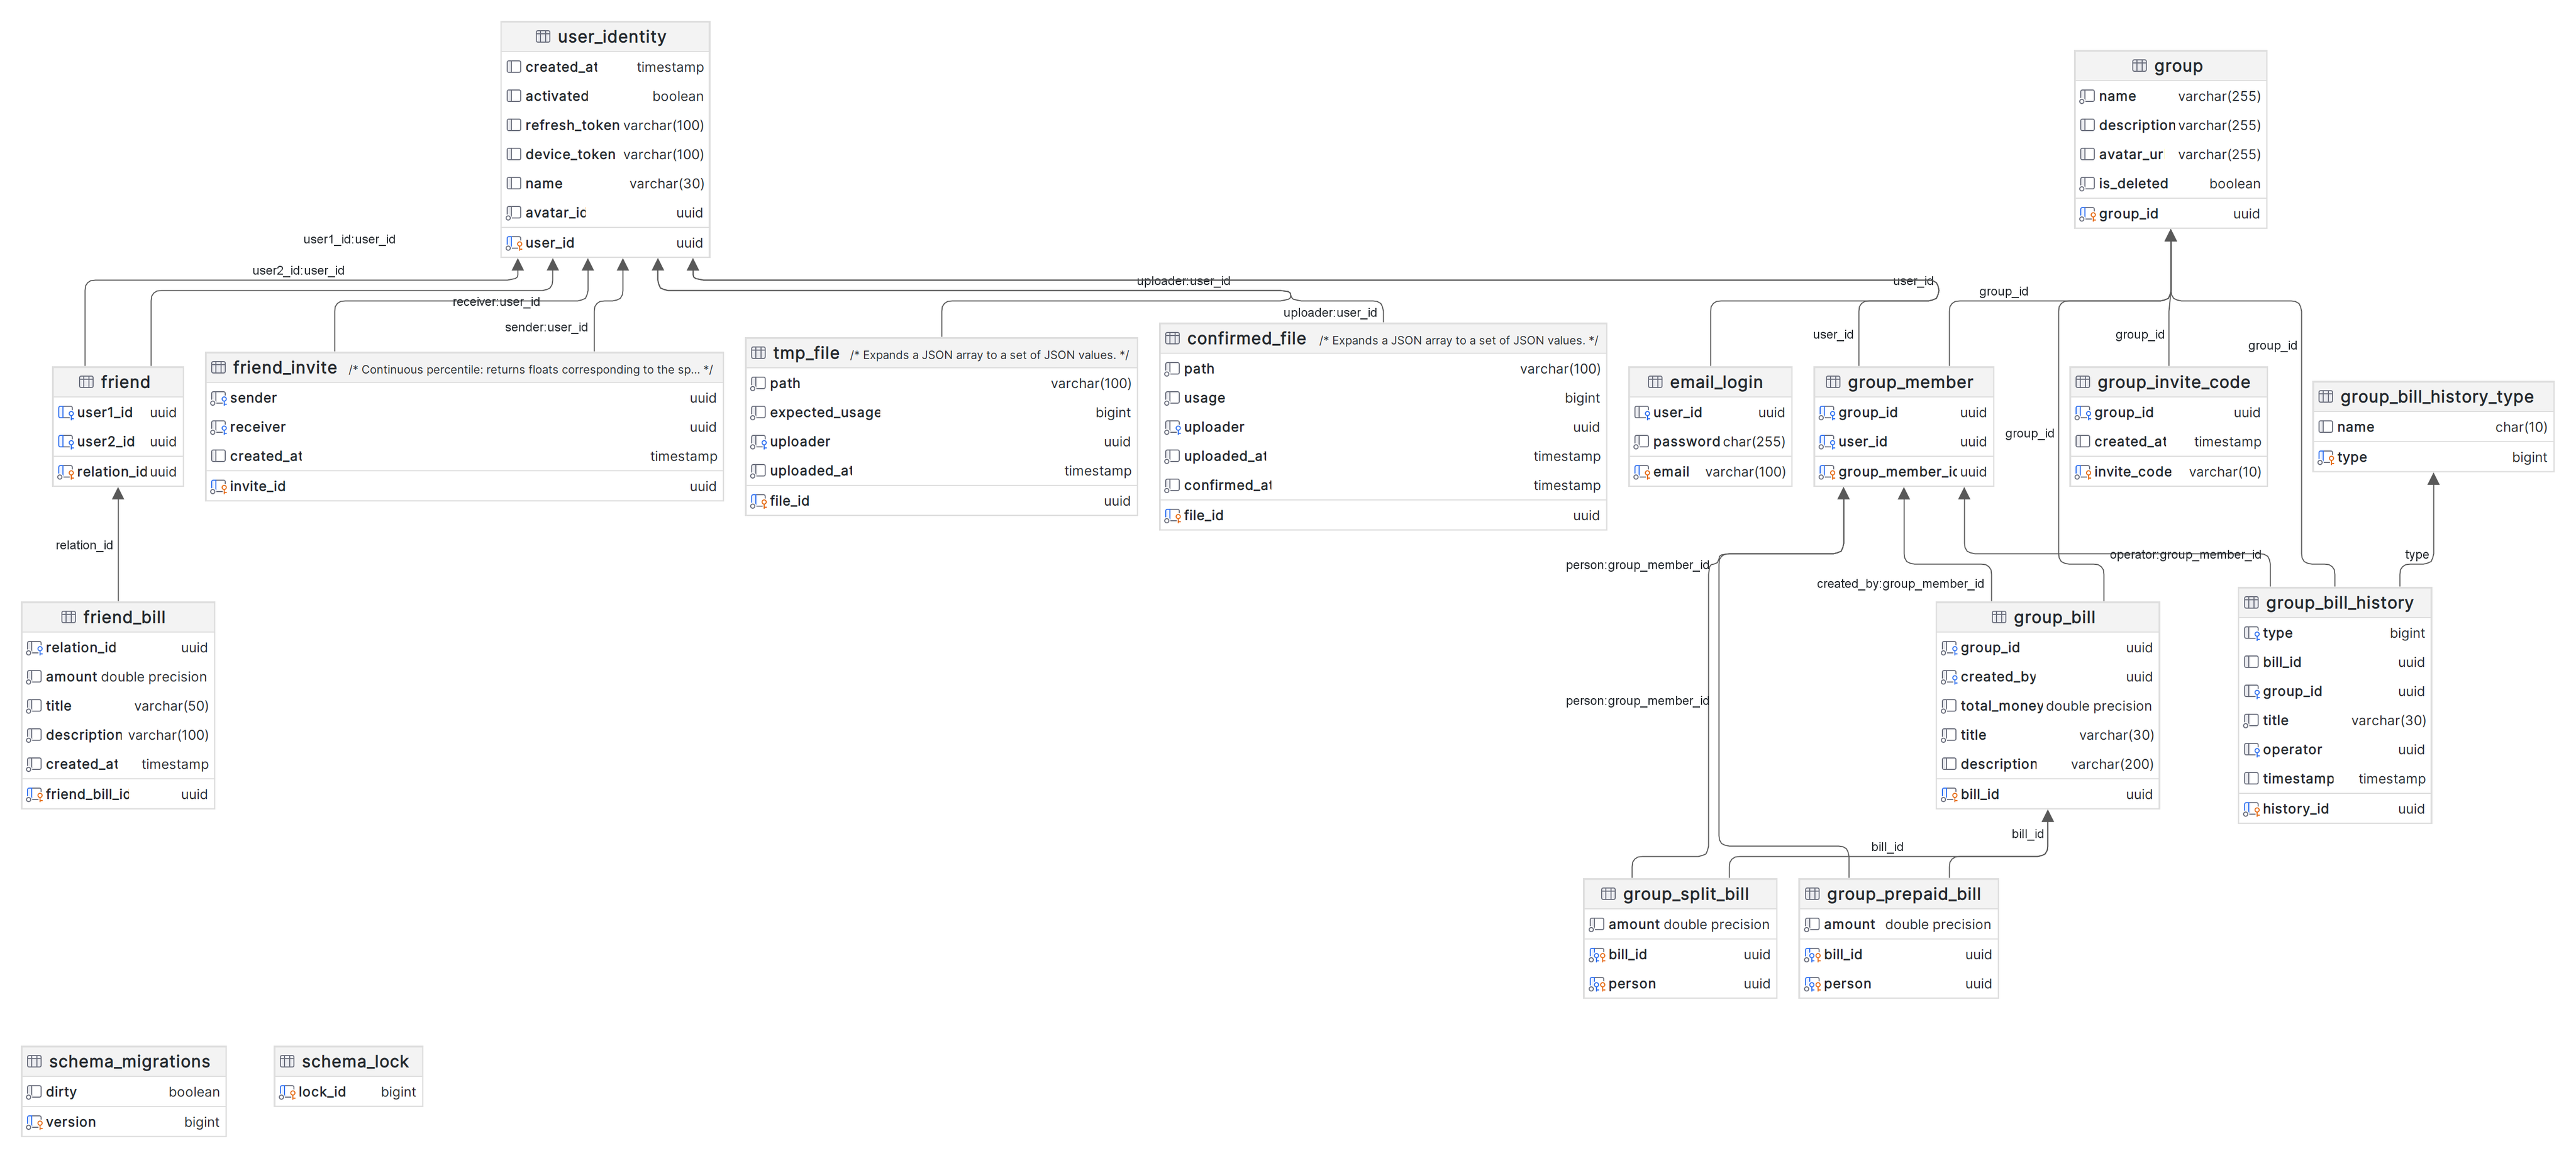 user_identity
created_at timestamp
activated boolean
refresh_token varchar(100)
device_token varchar(100)
name varchar(30)
avatar_ic uuid
user_id uuid
group
name varchar(255)
description varchar(255)
avatar_ur varchar(255)
is_deleted boolean
group_id uuid
user1_id:user_id
user2_id:user_id
receiver:user_id
sender:user_id
uploader:user_id
uploader:user_id
user_id
user_id
group_id
group_id
group_id
group_id
friend
user1_id uuid
user2_id uuid
relation_id uuid
friend_invite /* Continuous percentile: returns floats corresponding to the sp... */
sender uuid
receiver uuid
created_at timestamp
invite_id uuid
tmp_file /* Expands a JSON array to a set of JSON values. */
path varchar(100)
expected_usage bigint
uploader uuid
uploaded_at timestamp
file_id uuid
confirmed_file /* Expands a JSON array to a set of JSON values. */
path varchar(100)
usage bigint
uploader uuid
uploaded_at timestamp
confirmed_at timestamp
file_id uuid
email_login
user_id uuid
password char(255)
email varchar(100)
group_member
group_id uuid
user_id uuid
group_member_ic uuid
group_invite_code
group_id uuid
created_at timestamp
invite_code varchar(10)
group_bill_history_type
name char(10)
type bigint
relation_id
person:group_member_id
person:group_member_id
created_by:group_member_id
operator:group_member_id
type
friend_bill
relation_id uuid
amount double precision
title varchar(50)
description varchar(100)
created_at timestamp
friend_bill_ic uuid
group_bill
group_id uuid
created_by uuid
total_money double precision
title varchar(30)
description varchar(200)
bill_id uuid
group_bill_history
type bigint
bill_id uuid
group_id uuid
title varchar(30)
operator uuid
timestamp timestamp
history_id uuid
bill_id
bill_id
group_split_bill
amount double precision
bill_id uuid
person uuid
group_prepaid_bill
amount double precision
bill_id uuid
person uuid
schema_migrations
dirty boolean
version bigint
schema_lock
lock_id bigint